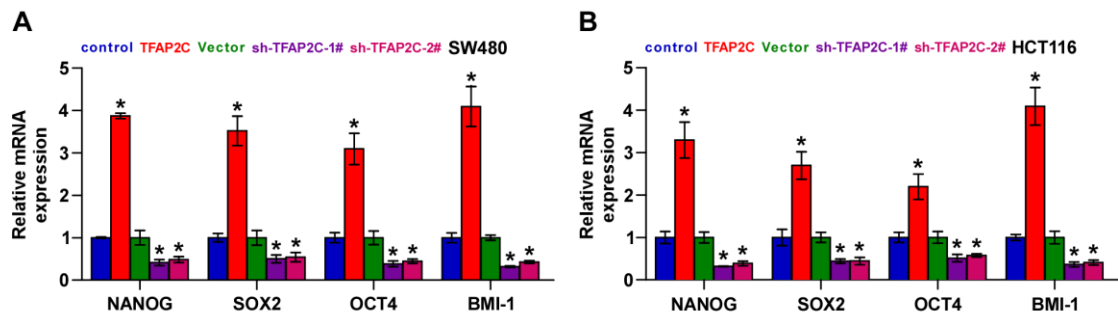 A
control TFAP2C Vector sh-TFAP2C-1# sh-TFAP2C-2# SW480
Relative mRNA
expression
5
4
3
2
1
0
* * * *
* * * * * * * *
NANOG SOX2 OCT4 BMI-1
B
control TFAP2C Vector sh-TFAP2C-1# sh-TFAP2C-2# HCT116
Relative mRNA
expression
5
4
3
2
1
0
* * * *
* * * * * * * *
NANOG SOX2 OCT4 BMI-1